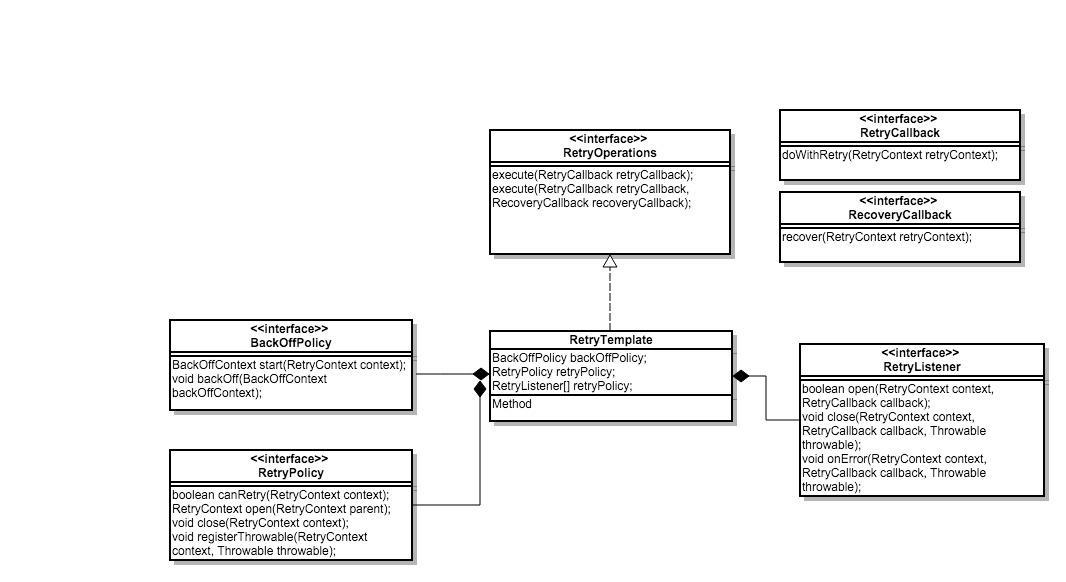 <<interface>>
RetryCallback
doWithRetry(RetryContext retryContext);
<<interface>>
RetryOperations
execute(RetryCallback retryCallback);
execute(RetryCallback retryCallback,
RecoveryCallback recoveryCallback);
<<interface>>
RecoveryCallback
recover(RetryContext retryContext);
<<interface>>
BackOffPolicy
BackOffContext start(RetryContext context);
void backOff(BackOffContext
backOffContext);
RetryTemplate
BackOffPolicy backOffPolicy;
RetryPolicy retryPolicy;
RetryListener[] retryPolicy;
Method
<<interface>>
RetryListener
boolean open(RetryContext context,
RetryCallback callback);
void close(RetryContext context,
RetryCallback callback, Throwable
throwable);
void onError(RetryContext context,
RetryCallback callback, Throwable
throwable);
<<interface>>
RetryPolicy
boolean canRetry(RetryContext context);
RetryContext open(RetryContext parent);
void close(RetryContext context);
void registerThrowable(RetryContext
context, Throwable throwable);